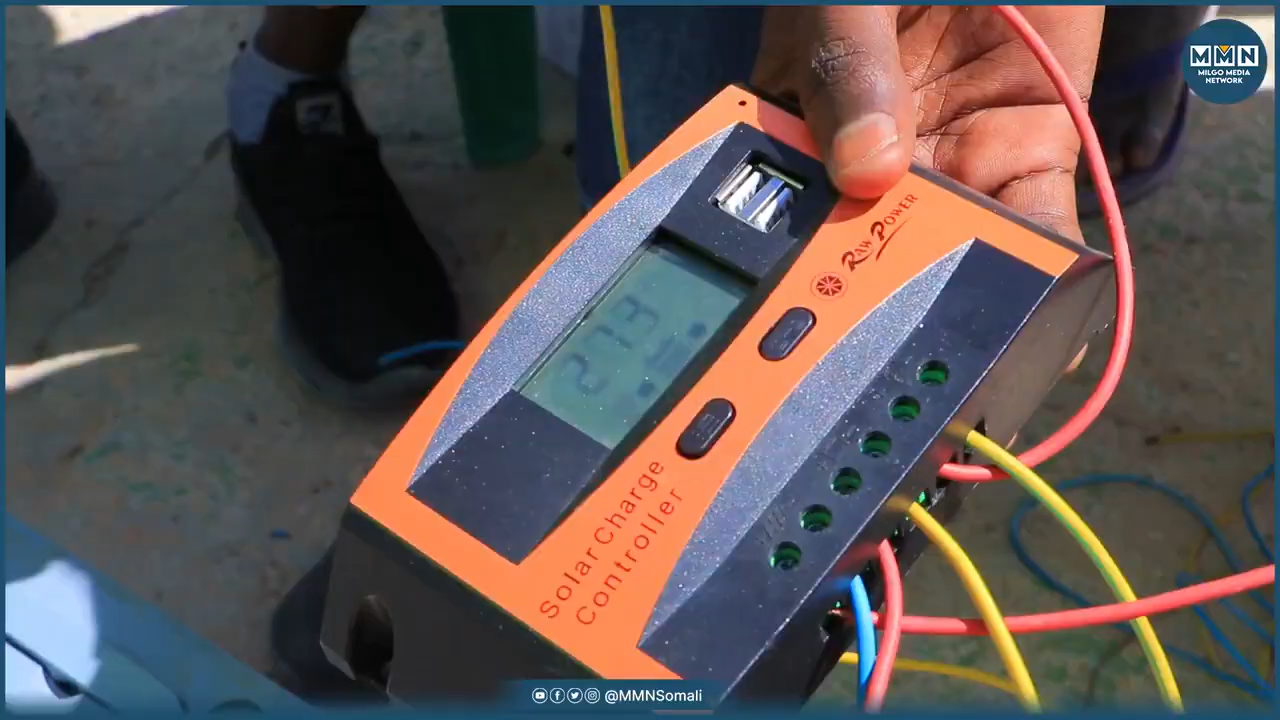 MMN
MILGO MEDIA
NETWORK
RAW POWER
Solar Charge
Controller
@MMNSomali